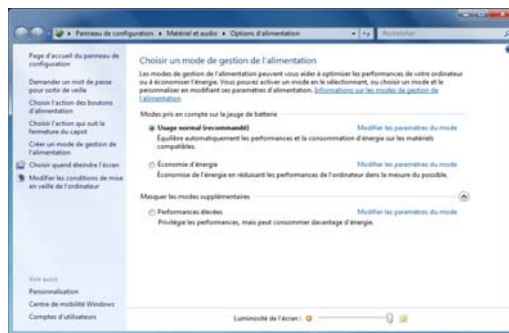 Panneau de configuration ▸ Matériel et audio ▸ Options d'alimentation
Rechercher
Page d'accueil du panneau de
configuration
Demander un mot de passe
pour sortir de veille
Choisir l'action des boutons
d'alimentation
Choisir l'action qui suit la
fermeture du capot
Créer un mode de gestion de
l'alimentation
Choisir quand éteindre l'écran
Modifier les conditions de mise
en veille de l'ordinateur
Voir aussi
Personnalisation
Centre de mobilité Windows
Comptes d'utilisateurs
Choisir un mode de gestion de l'alimentation
Les modes de gestion de l'alimentation peuvent vous aider à optimiser les performances de votre ordinateur
ou à économiser l'énergie. Vous pouvez activer un mode en le sélectionnant, ou choisir un mode et le
personnaliser en modifiant ses paramètres d'alimentation. Informations sur les modes de gestion de
l'alimentation
Modes pris en compte sur la jauge de batterie
Usage normal (recommandé) Modifier les paramètres du mode
Équilibre automatiquement les performances et la consommation d'énergie sur les matériels
compatibles.
Économie d'énergie Modifier les paramètres du mode
Économise de l'énergie en réduisant les performances de l'ordinateur dans la mesure du possible.
Masquer les modes supplémentaires
Performances élevées Modifier les paramètres du mode
Privilégie les performances, mais peut consommer davantage d'énergie.
Luminosité de l'écran :